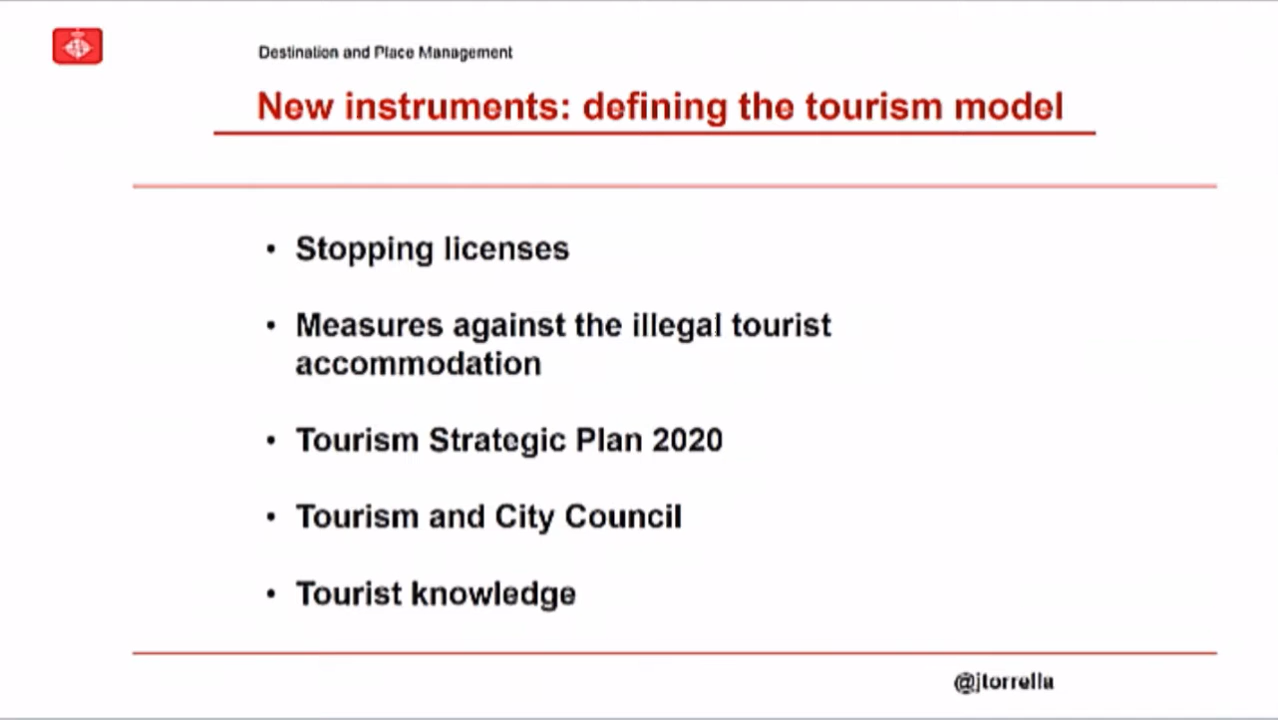 Destination and Place Management
New instruments: defining the tourism model
• Stopping licenses
• Measures against the illegal tourist
accommodation
• Tourism Strategic Plan 2020
• Tourism and City Council
• Tourist knowledge
@jtorrella